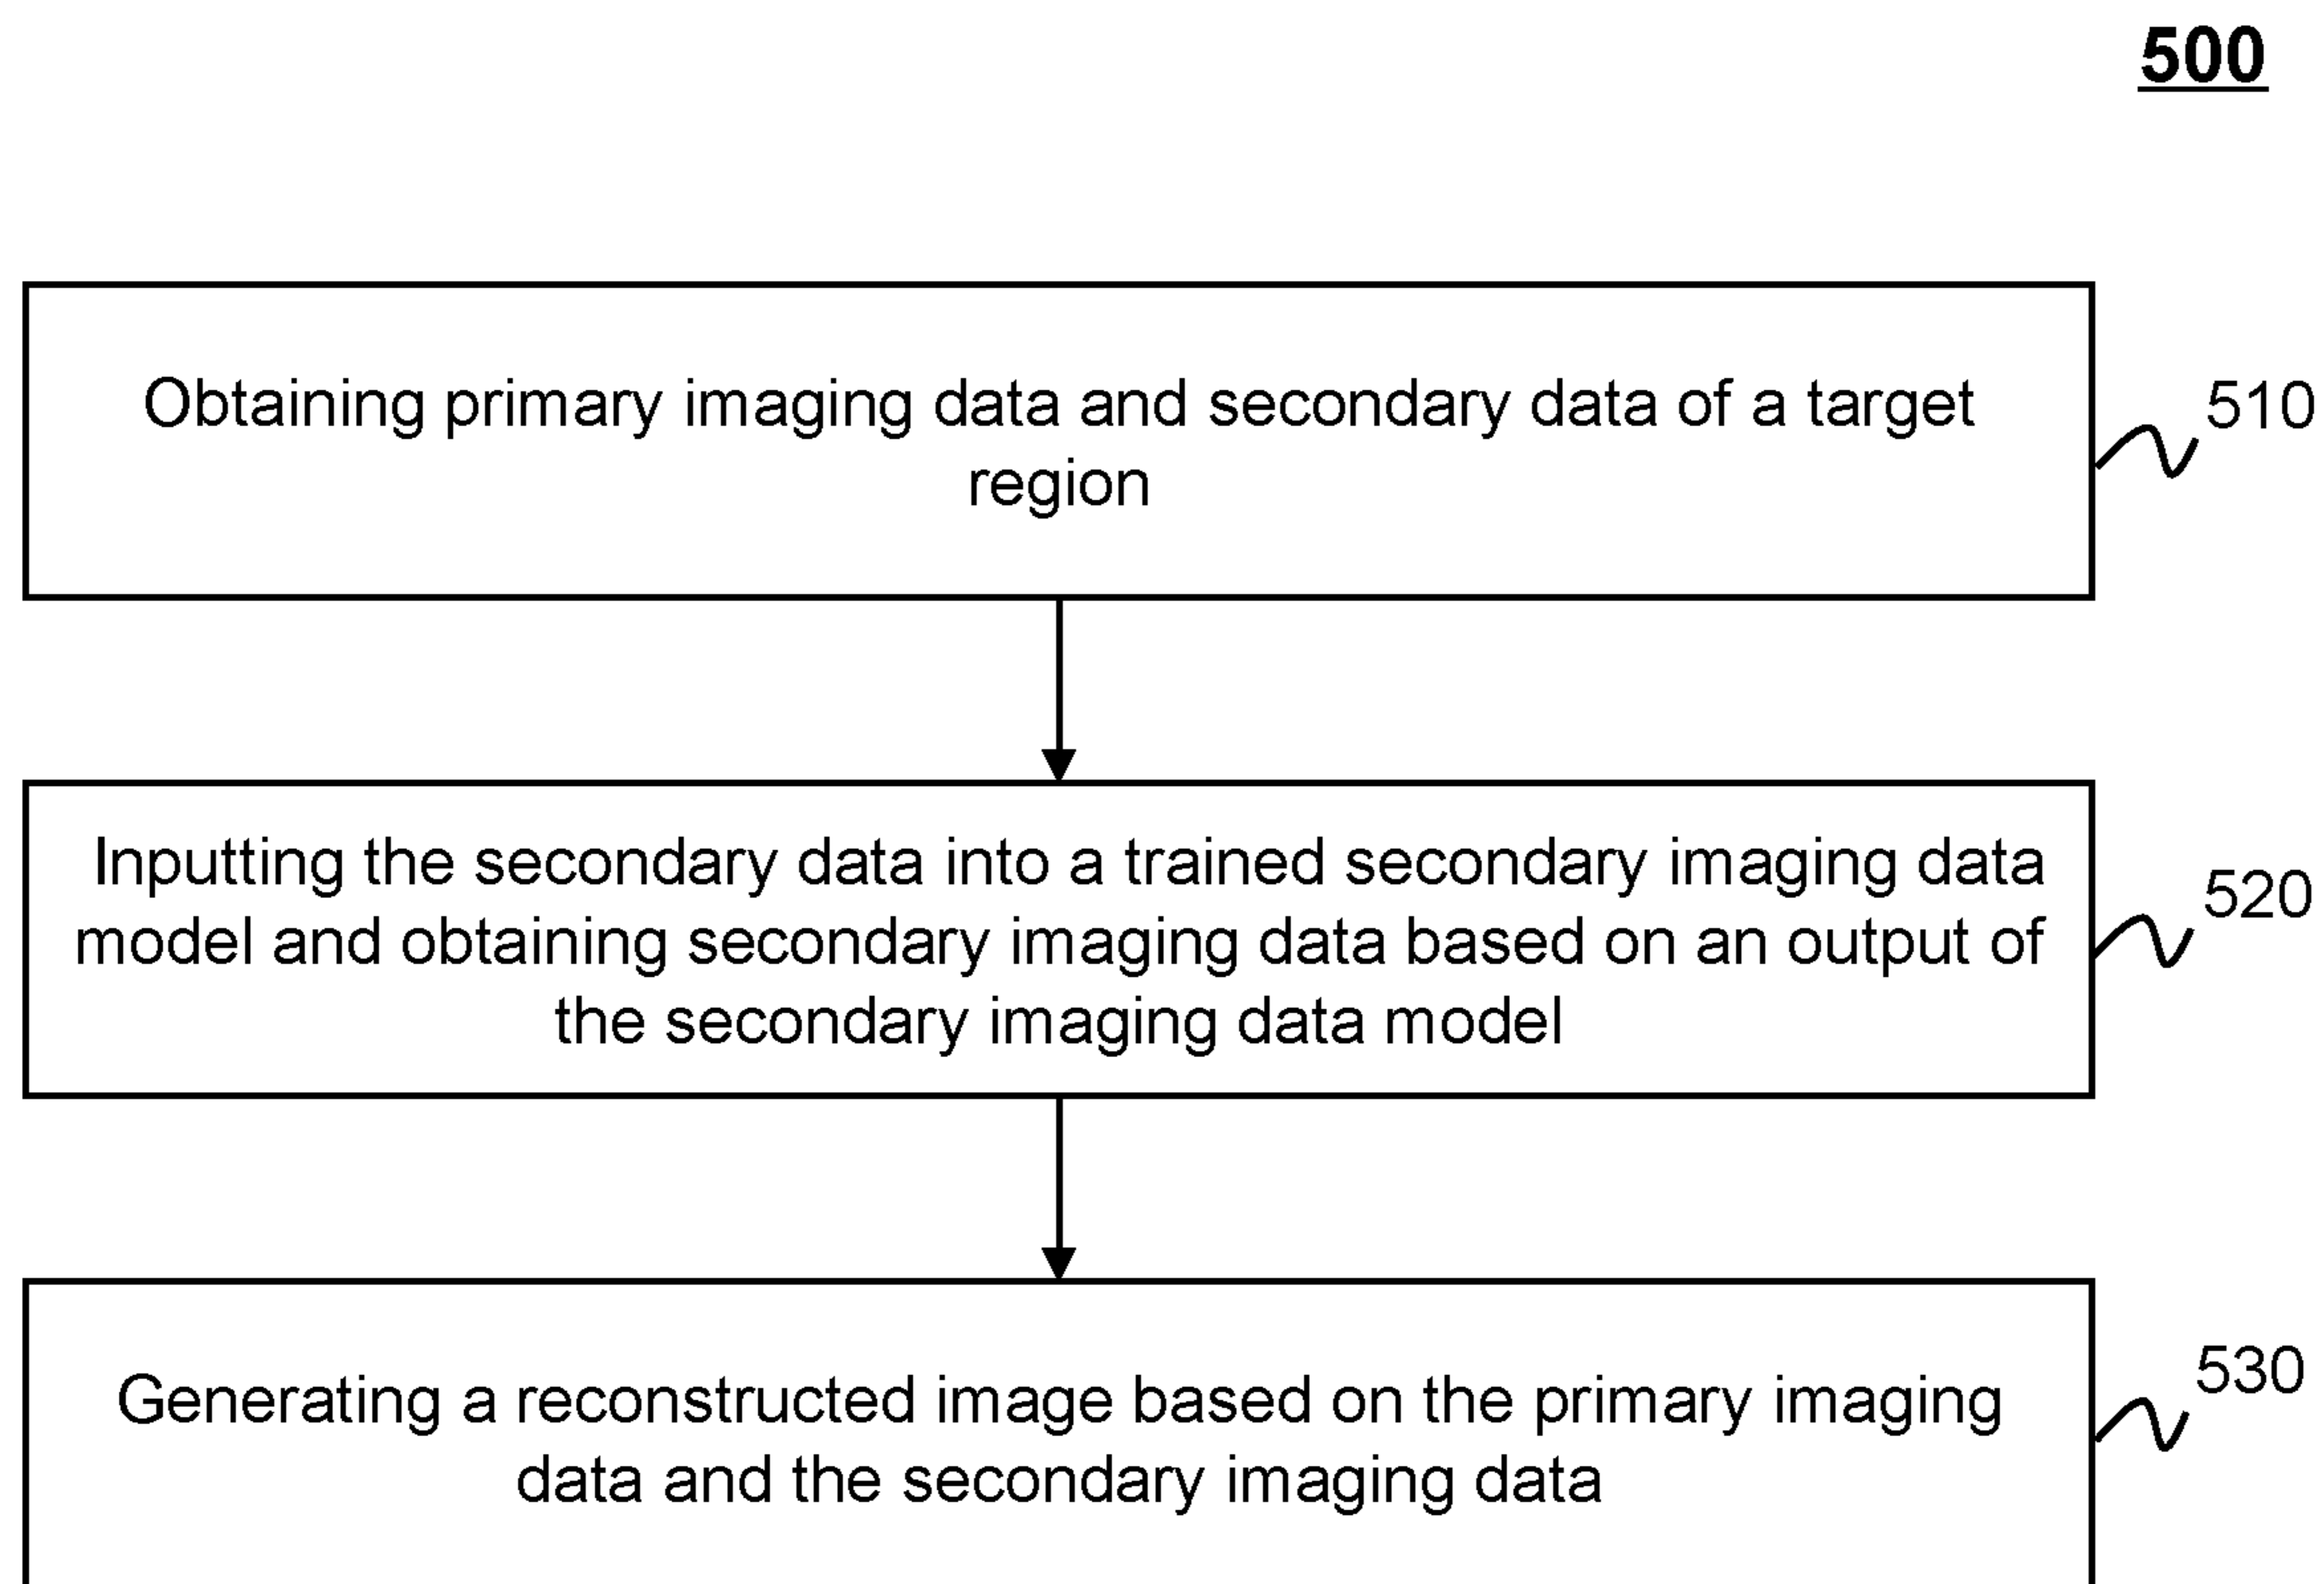 500
Obtaining primary imaging data and secondary data of a target
region
510
Inputting the secondary data into a trained secondary imaging data
model and obtaining secondary imaging data based on an output of
the secondary imaging data model
520
Generating a reconstructed image based on the primary imaging
data and the secondary imaging data
530